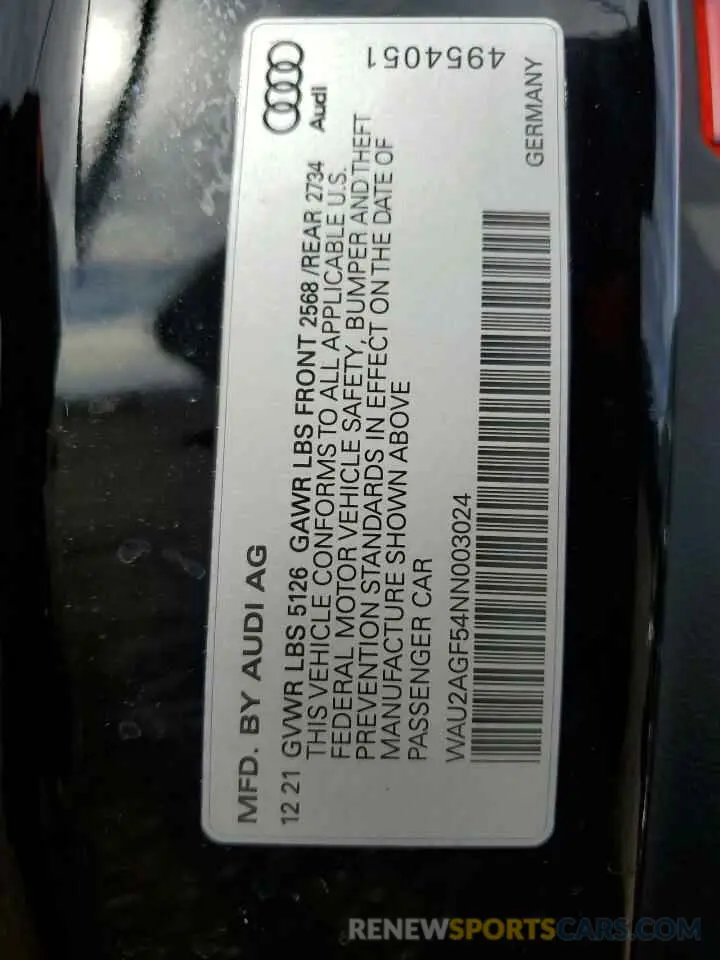 MFD. BY AUDI AG
Audi
12 21 GVWR LBS 5126 GAWR LBS FRONT 2568 /REAR 2734
THIS VEHICLE CONFORMS TO ALL APPLICABLE U.S.
FEDERAL MOTOR VEHICLE SAFETY, BUMPER AND THEFT
PREVENTION STANDARDS IN EFFECT ON THE DATE OF
MANUFACTURE SHOWN ABOVE
PASSENGER CAR
4954051
WAU2AGF54NN003024
GERMANY
RENEWSPORTSCARS.COM